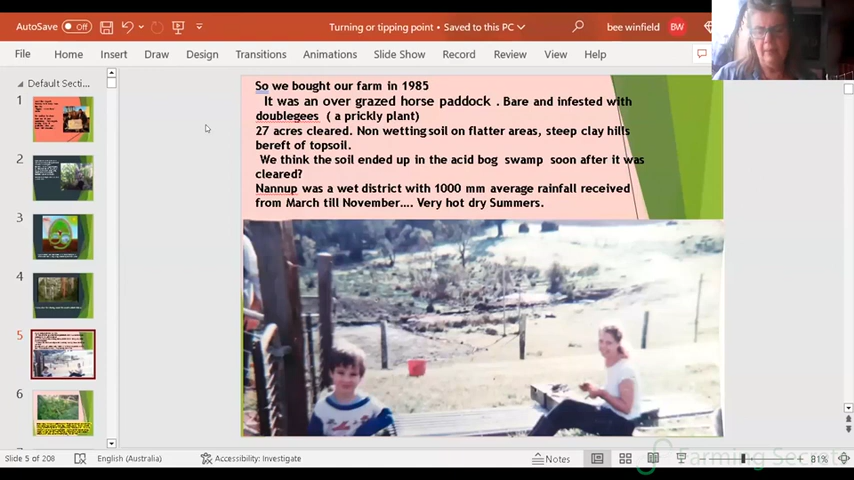 AutoSave Off
Turning or tipping point • Saved to this PC
bee winfield BW
File Home Insert Draw Design Transitions Animations Slide Show Record Review View Help
Default Secti...
1
2
3
4
5
6
So we bought our farm in 1985
It was an over grazed horse paddock . Bare and infested with
doublegees ( a prickly plant)
27 acres cleared. Non wetting soil on flatter areas, steep clay hills
bereft of topsoil.
We think the soil ended up in the acid bog swamp soon after it was
cleared?
Nannup was a wet district with 1000 mm average rainfall received
from March till November.... Very hot dry Summers.
Farming Secrets
Slide 5 of 208 English (Australia) Accessibility: Investigate Notes 81%